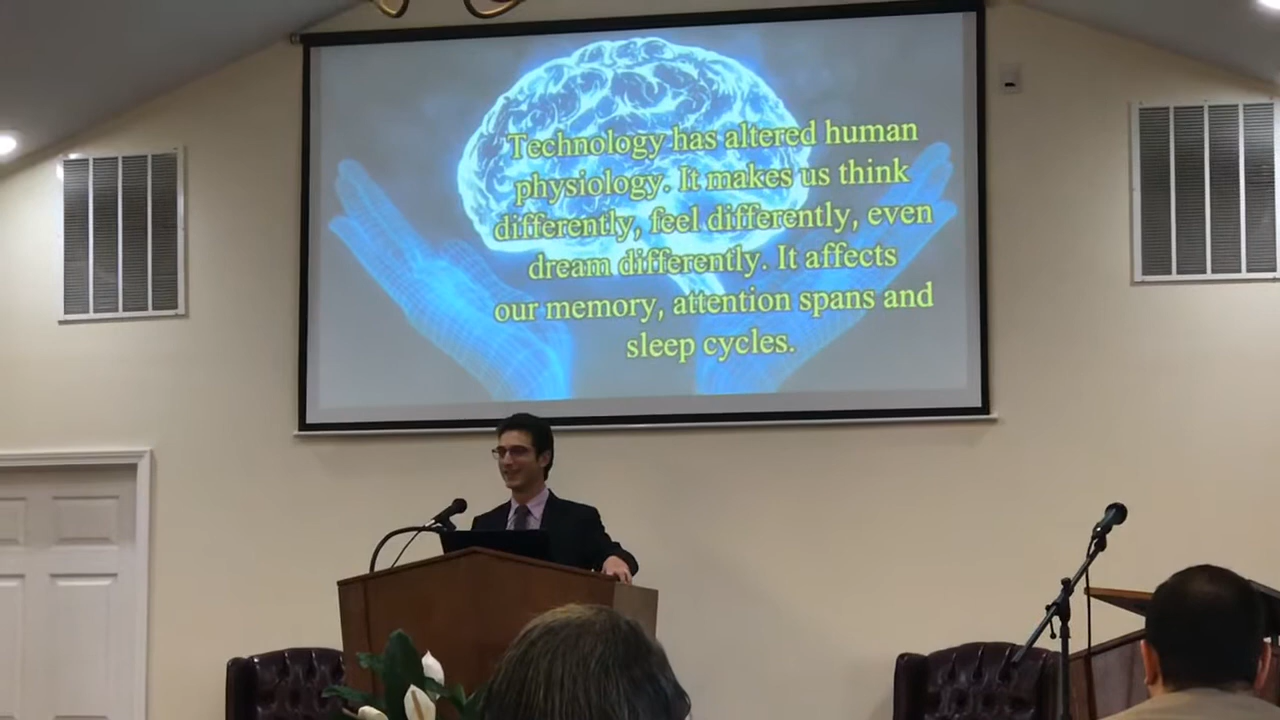 Technology has altered human
physiology. It makes us think
differently, feel differently, even
dream differently. It affects
our memory, attention spans and
sleep cycles.